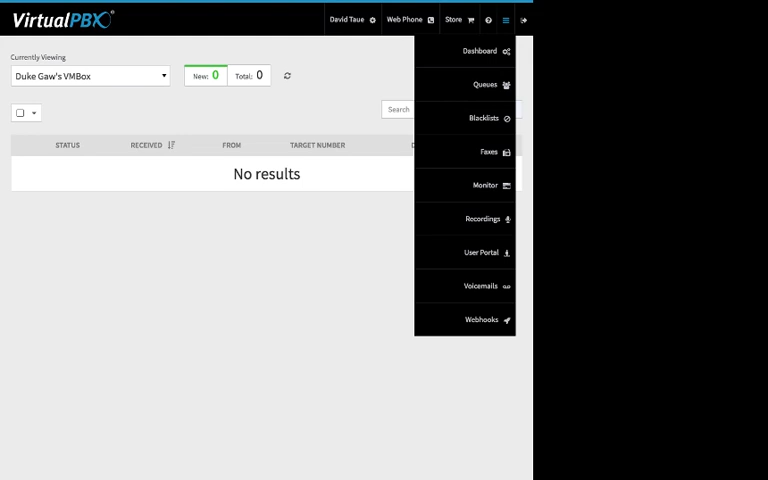 VirtualPBX
David Taue
Web Phone
Store
Currently Viewing
Duke Gaw's VMBox
New: 0
Total: 0
Search
STATUS
RECEIVED
FROM
TARGET NUMBER
No results
Dashboard
Queues
Blacklists
Faxes
Monitor
Recordings
User Portal
Voicemails
Webhooks